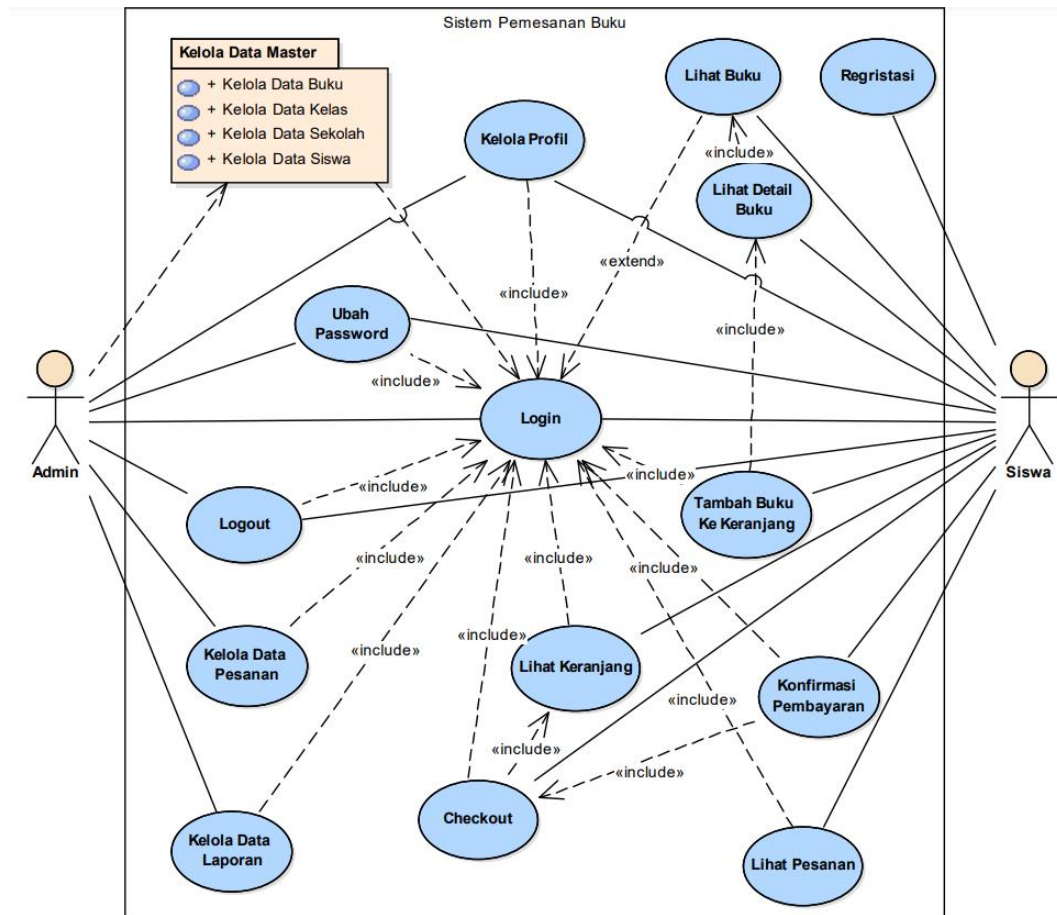 Sistem Pemesanan Buku
Kelola Data Master
+ Kelola Data Buku
+ Kelola Data Kelas
+ Kelola Data Sekolah
+ Kelola Data Siswa
Lihat Buku
Regristasi
Kelola Profil
«include»
Lihat Detail
Buku
«extend»
«include»
Ubah
Password
«include»
«include»
Login
Admin
Siswa
«include»
Logout
Tambah Buku
Ke Keranjang
«include»
«include»
«include»
Kelola Data
Pesanan
«include»
«include»
Lihat Keranjang
Konfirmasi
Pembayaran
«include»
«include»
«include»
Checkout
Kelola Data
Laporan
Lihat Pesanan